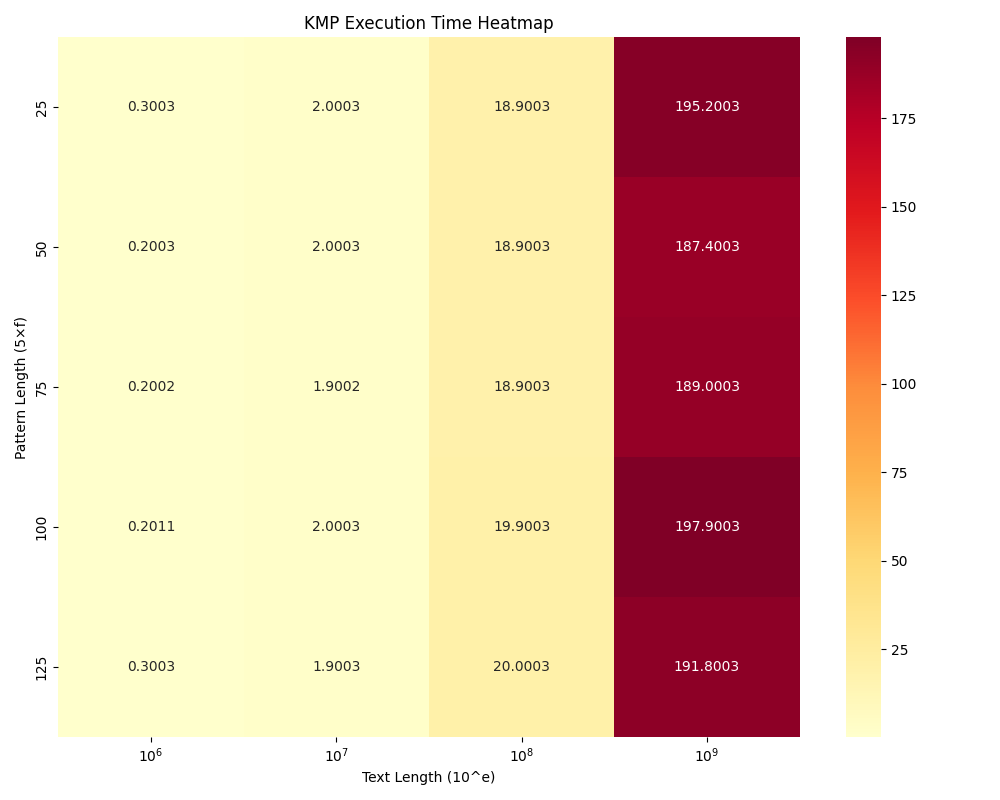 KMP Execution Time Heatmap
25 0.3003 2.0003 18.9003 195.2003
50 0.2003 2.0003 18.9003 187.4003
75 0.2002 1.9002 18.9003 189.0003
100 0.2011 2.0003 19.9003 197.9003
125 0.3003 1.9003 20.0003 191.8003
Pattern Length (5×f)
10⁶ 10⁷ 10⁸ 10⁹
Text Length (10^e)
175
150
125
100
75
50
25